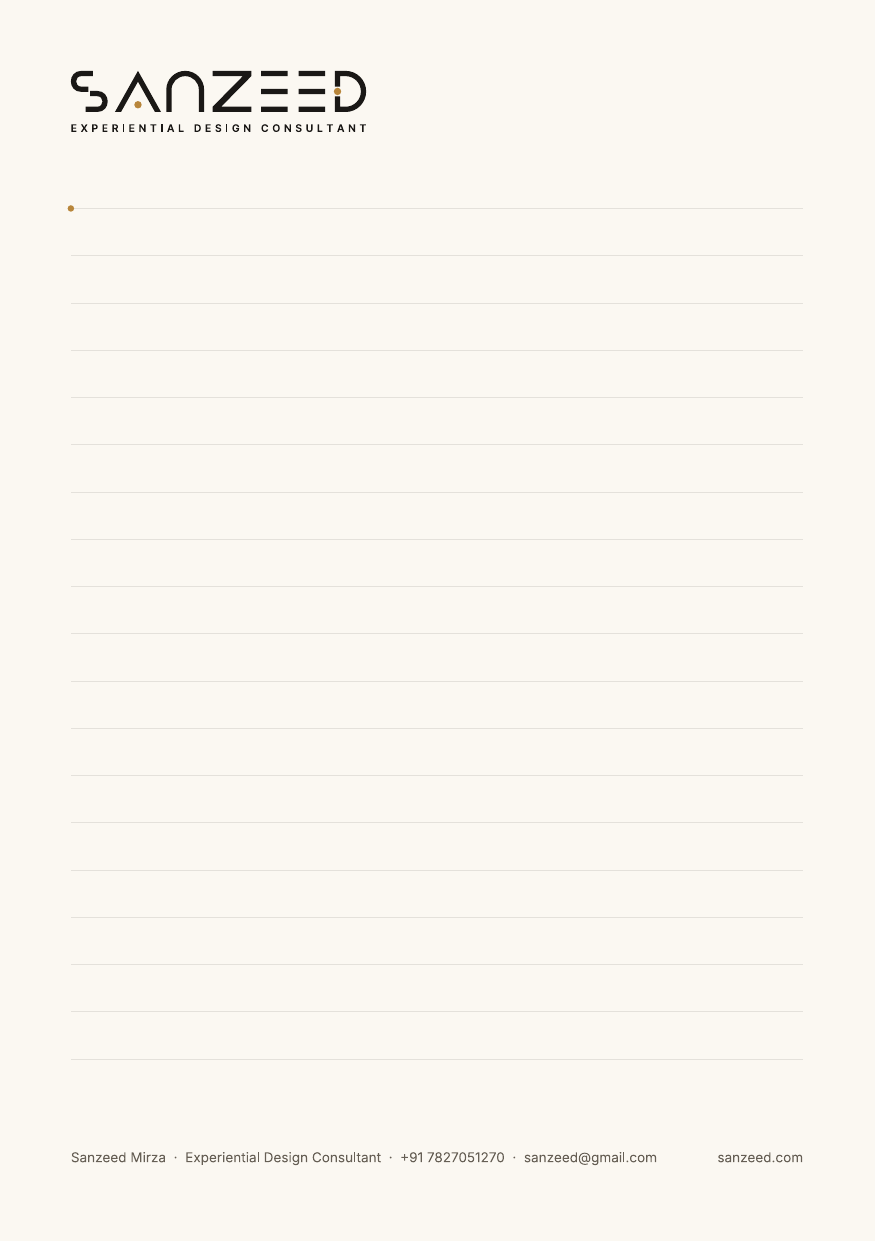 SANZEED
EXPERIENTIAL DESIGN CONSULTANT
Sanzeed Mirza · Experiential Design Consultant · +91 7827051270 · sanzeed@gmail.com sanzeed.com